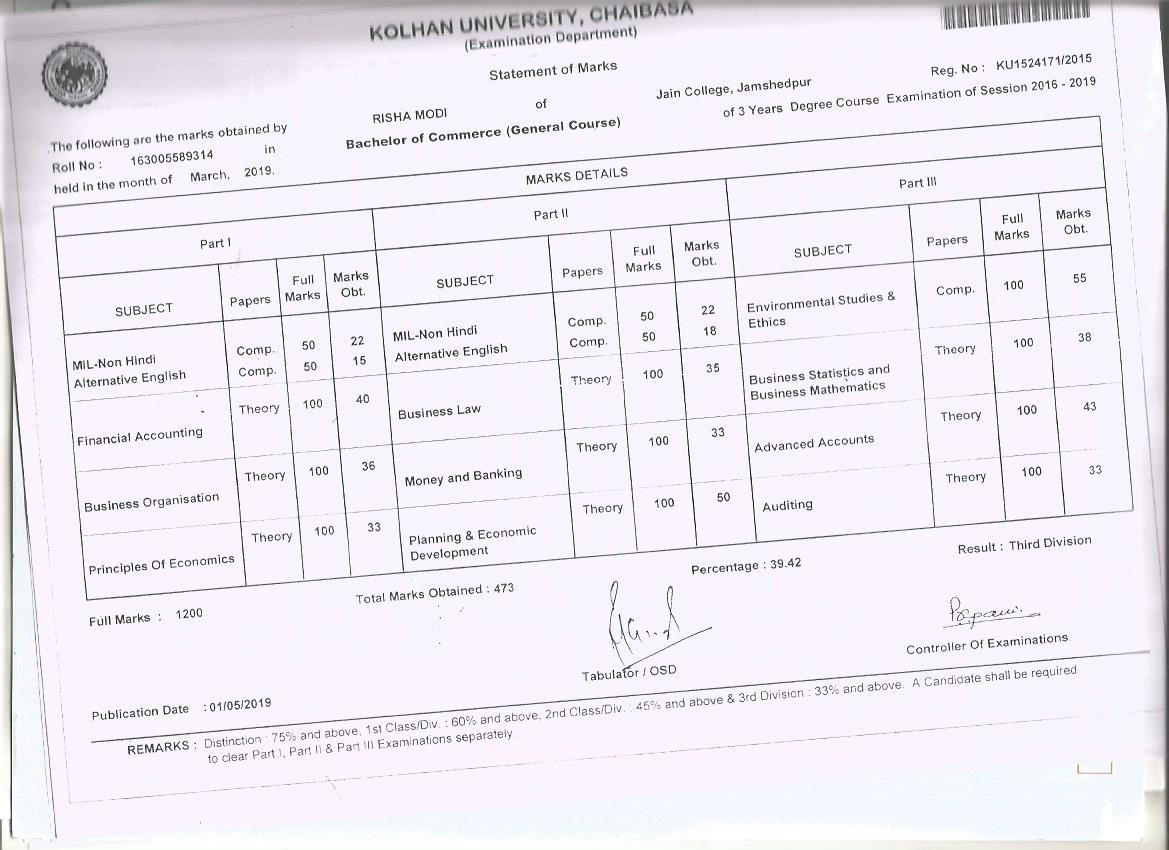 KOLHAN UNIVERSITY, CHAIBASA
(Examination Department)
Statement of Marks
Reg. No : KU1524171/2015
The following are the marks obtained by RISHA MODI of Jain College, Jamshedpur
Roll No : 163005589314 in Bachelor of Commerce (General Course) of 3 Years Degree Course Examination of Session 2016 - 2019
held in the month of March, 2019.
MARKS DETAILS
Part I Part II Part III
SUBJECT Papers Full Marks Marks Obt. SUBJECT Papers Full Marks Marks Obt. SUBJECT Papers Full Marks Marks Obt.
MIL-Non Hindi Comp. 50 22 MIL-Non Hindi Comp. 50 22 Environmental Studies & Ethics Comp. 100 55
Alternative English Comp. 50 15 Alternative English Comp. 50 18
Financial Accounting Theory 100 40 Business Law Theory 100 35 Business Statistics and Business Mathematics Theory 100 38
Business Organisation Theory 100 36 Money and Banking Theory 100 33 Advanced Accounts Theory 100 43
Principles Of Economics Theory 100 33 Planning & Economic Development Theory 100 50 Auditing Theory 100 33
Full Marks : 1200 Total Marks Obtained : 473 Percentage : 39.42 Result : Third Division
Tabulator / OSD Controller Of Examinations
Publication Date : 01/05/2019
REMARKS : Distinction : 75% and above, 1st Class/Div. : 60% and above, 2nd Class/Div. : 45% and above & 3rd Division : 33% and above. A Candidate shall be required
to clear Part I, Part II & Part III Examinations separately.